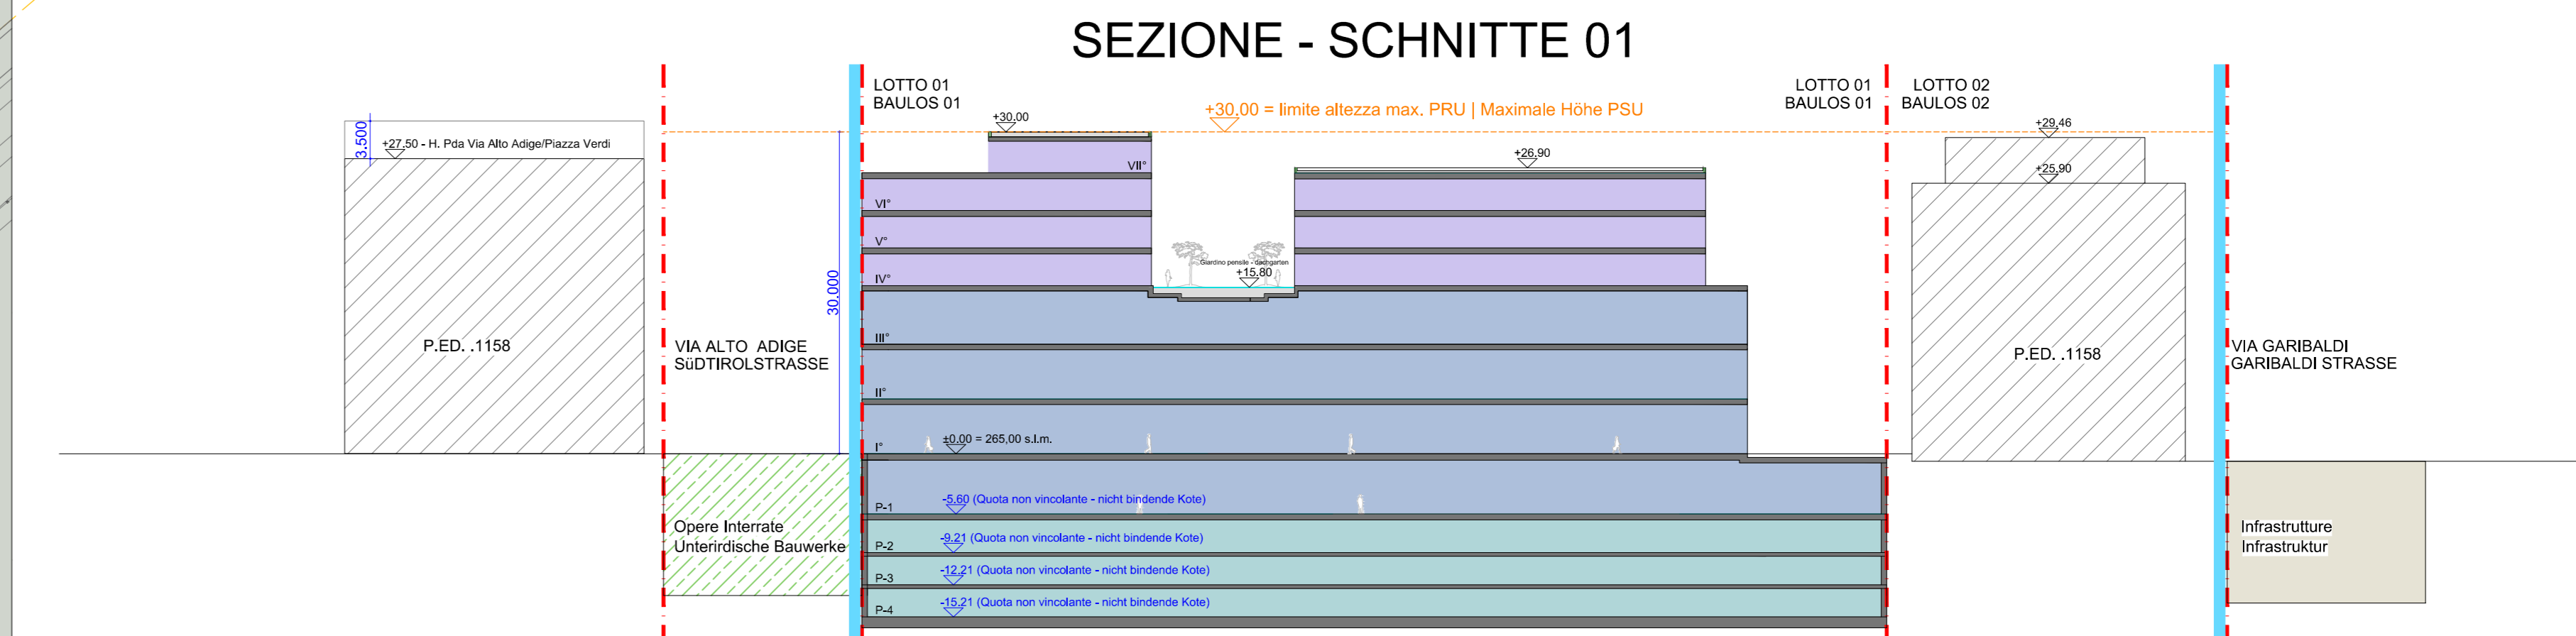 SEZIONE - SCHNITTE 01
LOTTO 01
BAULOS 01
LOTTO 01
BAULOS 01
LOTTO 02
BAULOS 02
+30.00 = limite altezza max. PRU | Maximale Höhe PSU
+30.00
+29.46
3.500
+27.50 - H. Pda Via Alto Adige/Piazza Verdi
+26.90
VII°
+25.90
VI°
V°
Giardino pensile - dachgarten
+15.80
IV°
30.000
III°
P.ED. .1158
VIA ALTO ADIGE
SüDTIROLSTRASSE
P.ED. .1158
VIA GARIBALDI
GARIBALDI STRASSE
II°
±0.00 = 265,00 s.l.m.
I°
-5.60 (Quota non vincolante - nicht bindende Kote)
P-1
Opere Interrate
Unterirdische Bauwerke
Infrastrutture
Infrastruktur
-9.21 (Quota non vincolante - nicht bindende Kote)
P-2
-12.21 (Quota non vincolante - nicht bindende Kote)
P-3
-15.21 (Quota non vincolante - nicht bindende Kote)
P-4